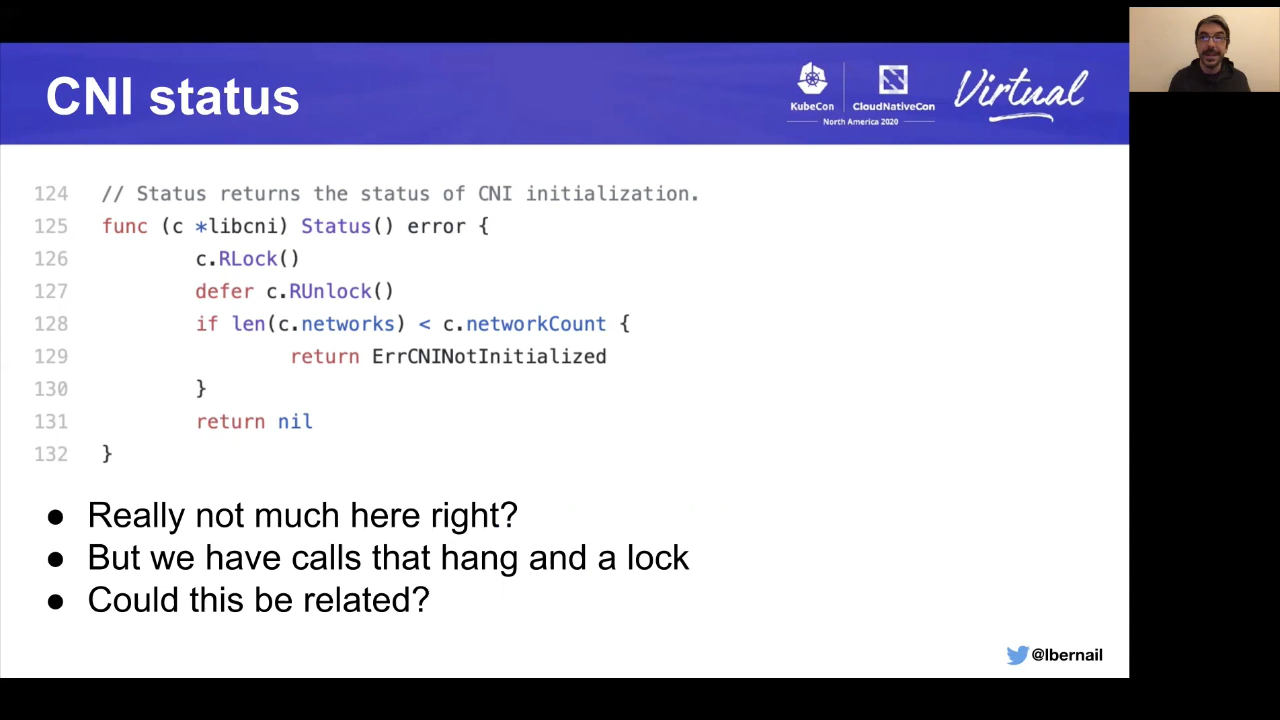 CNI status
KubeCon
CloudNativeCon
North America 2020
Virtual
124 // Status returns the status of CNI initialization.
125 func (c *libcni) Status() error {
126 c.RLock()
127 defer c.RUnlock()
128 if len(c.networks) < c.networkCount {
129 return ErrCNINotInitialized
130 }
131 return nil
132 }
● Really not much here right?
● But we have calls that hang and a lock
● Could this be related?
@lbernail